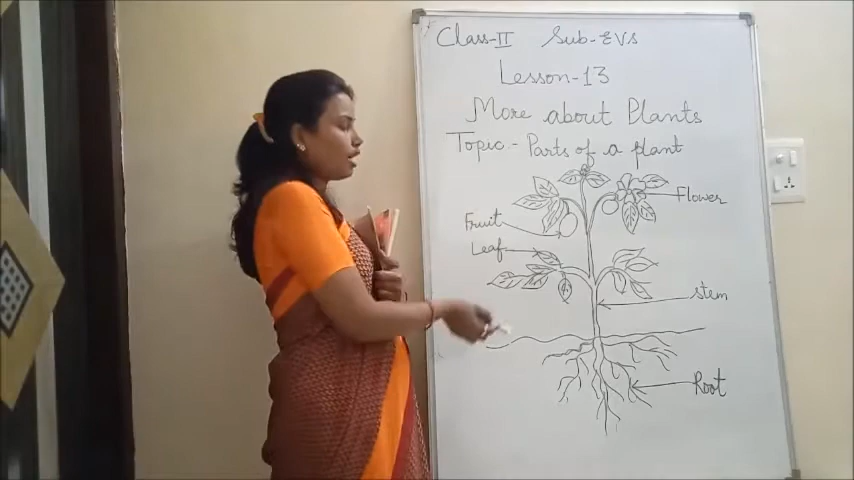 Class-II Sub-EVS
Lesson-13
More about Plants
Topic:-Parts of a plant
Flower
Fruit
Leaf
stem
Root